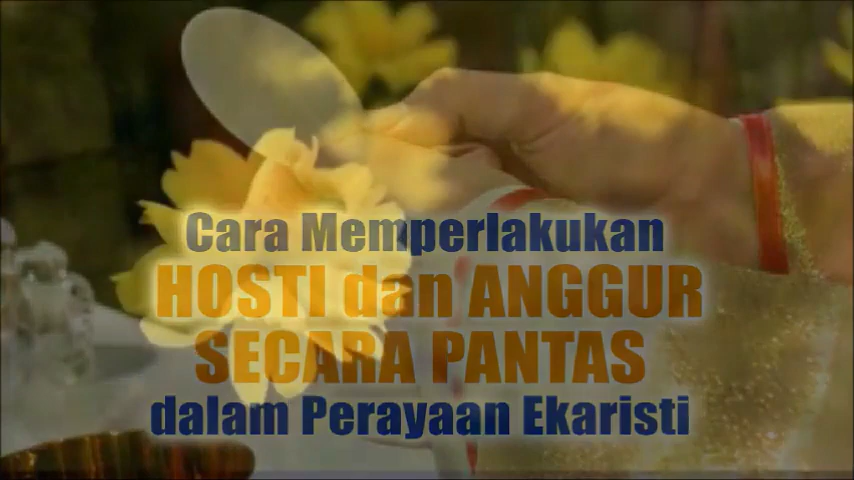 Cara Memperlakukan
HOSTI dan ANGGUR
SECARA PANTAS
dalam Perayaan Ekaristi